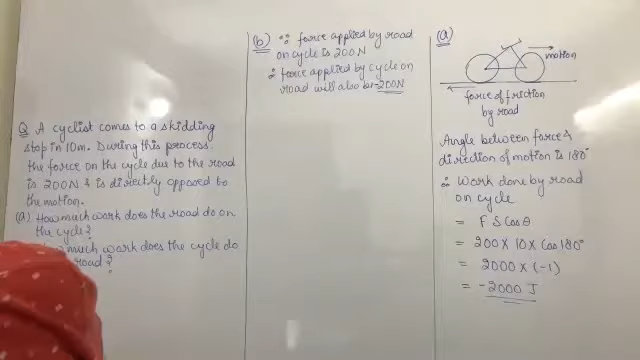 Q A cyclist comes to a skidding
stop in 10m. During this process,
the force on the cycle due to the road
is 200N & is directly opposed to
the motion.
(a) How much work does the road do on
the cycle?
much work does the cycle do
road?
(b) ∵ force applied by road
on cycle is 200N
∴ force applied by cycle on
road will also be -200N
(a)
motion
force of friction
by road
Angle between force &
direction of motion is 180°
∴ Work done by road
on cycle
= F S Cos θ
= 200 X 10 X Cos 180°
= 2000 X (-1)
= -2000 J